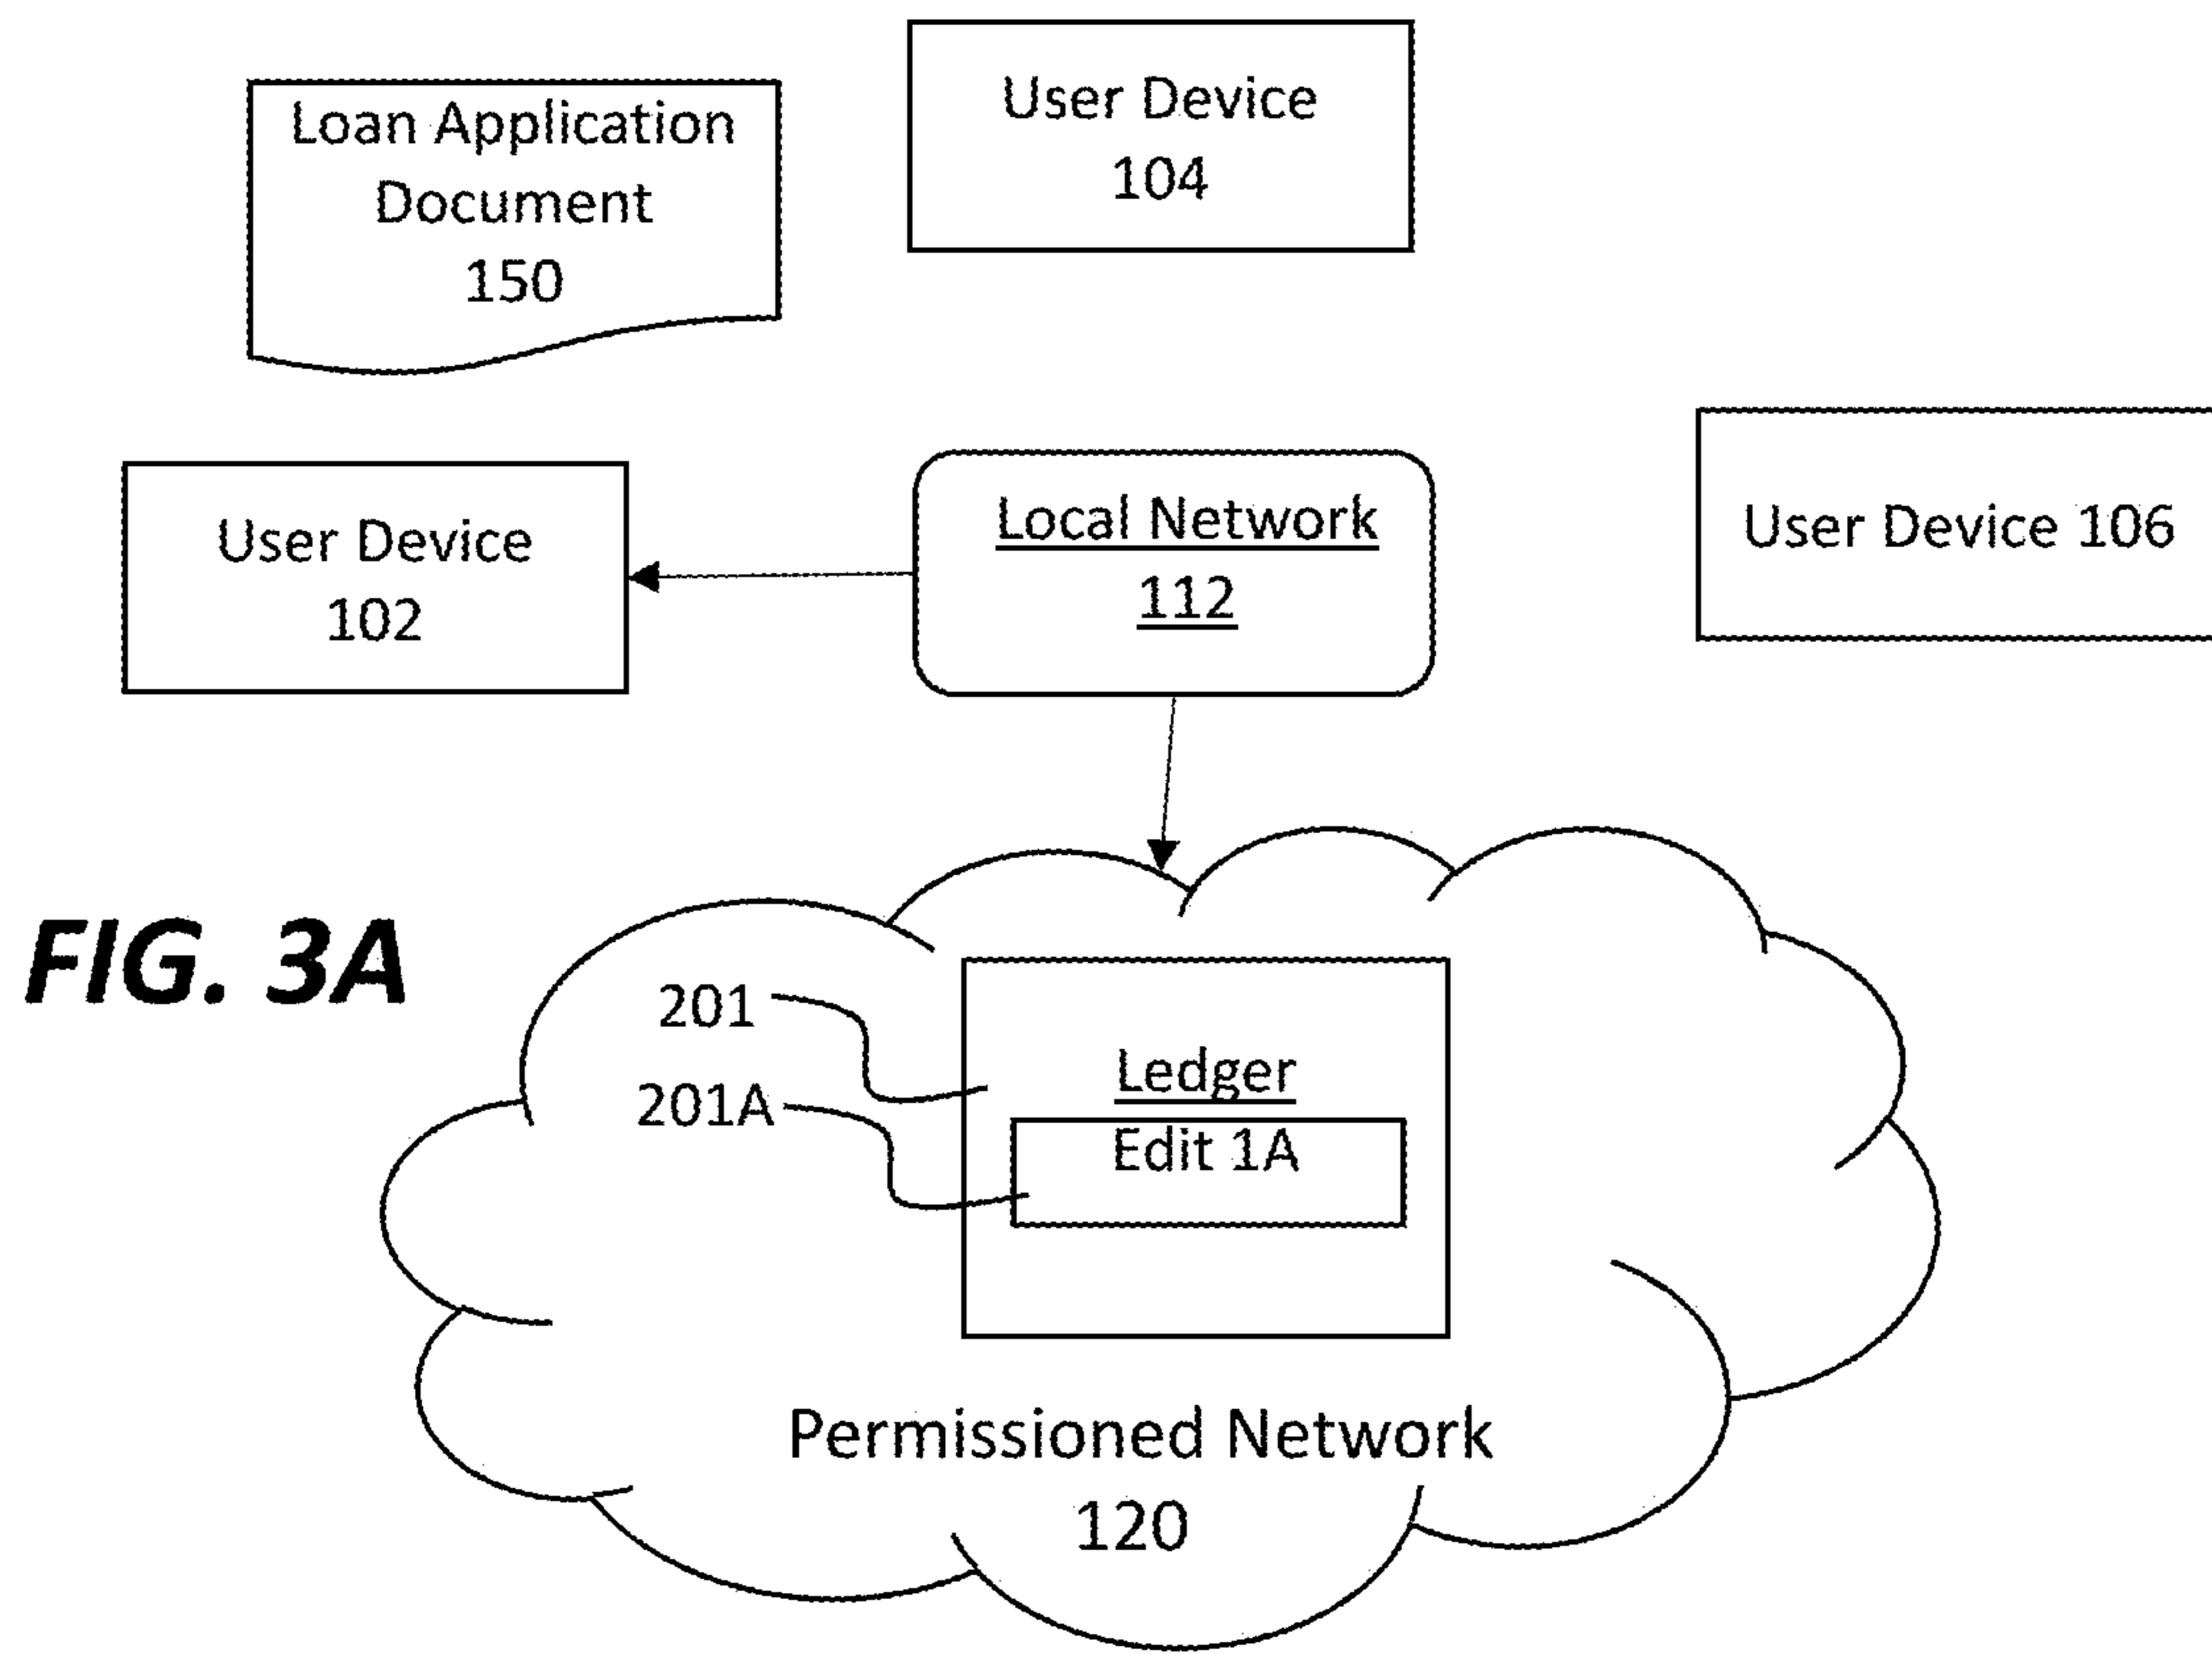 User Device
104
Loan Application
Document
150
User Device
102
Local Network
112
User Device 106
FIG. 3A
201
201A
Ledger
Edit 1A
Permissioned Network
120